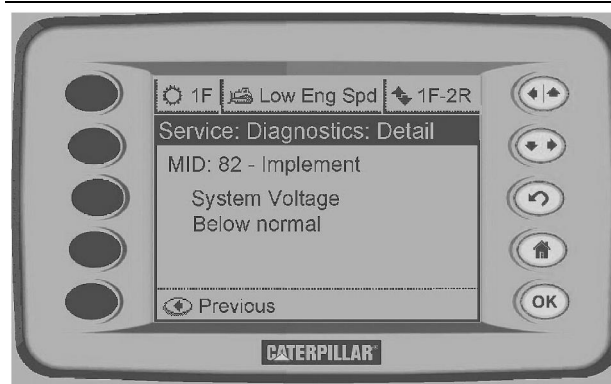 1F Low Eng Spd 1F-2R
Service: Diagnostics: Detail
MID: 82 - Implement
System Voltage
Below normal
Previous
OK
CATERPILLAR